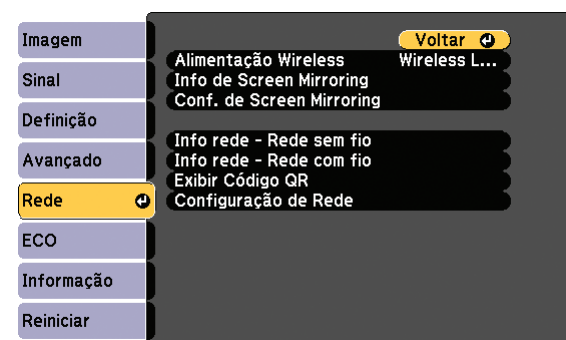 Imagem
Sinal
Definição
Avançado
Rede
ECO
Informação
Reiniciar
Voltar
Alimentação Wireless Wireless L...
Info de Screen Mirroring
Conf. de Screen Mirroring
Info rede - Rede sem fio
Info rede - Rede com fio
Exibir Código QR
Configuração de Rede